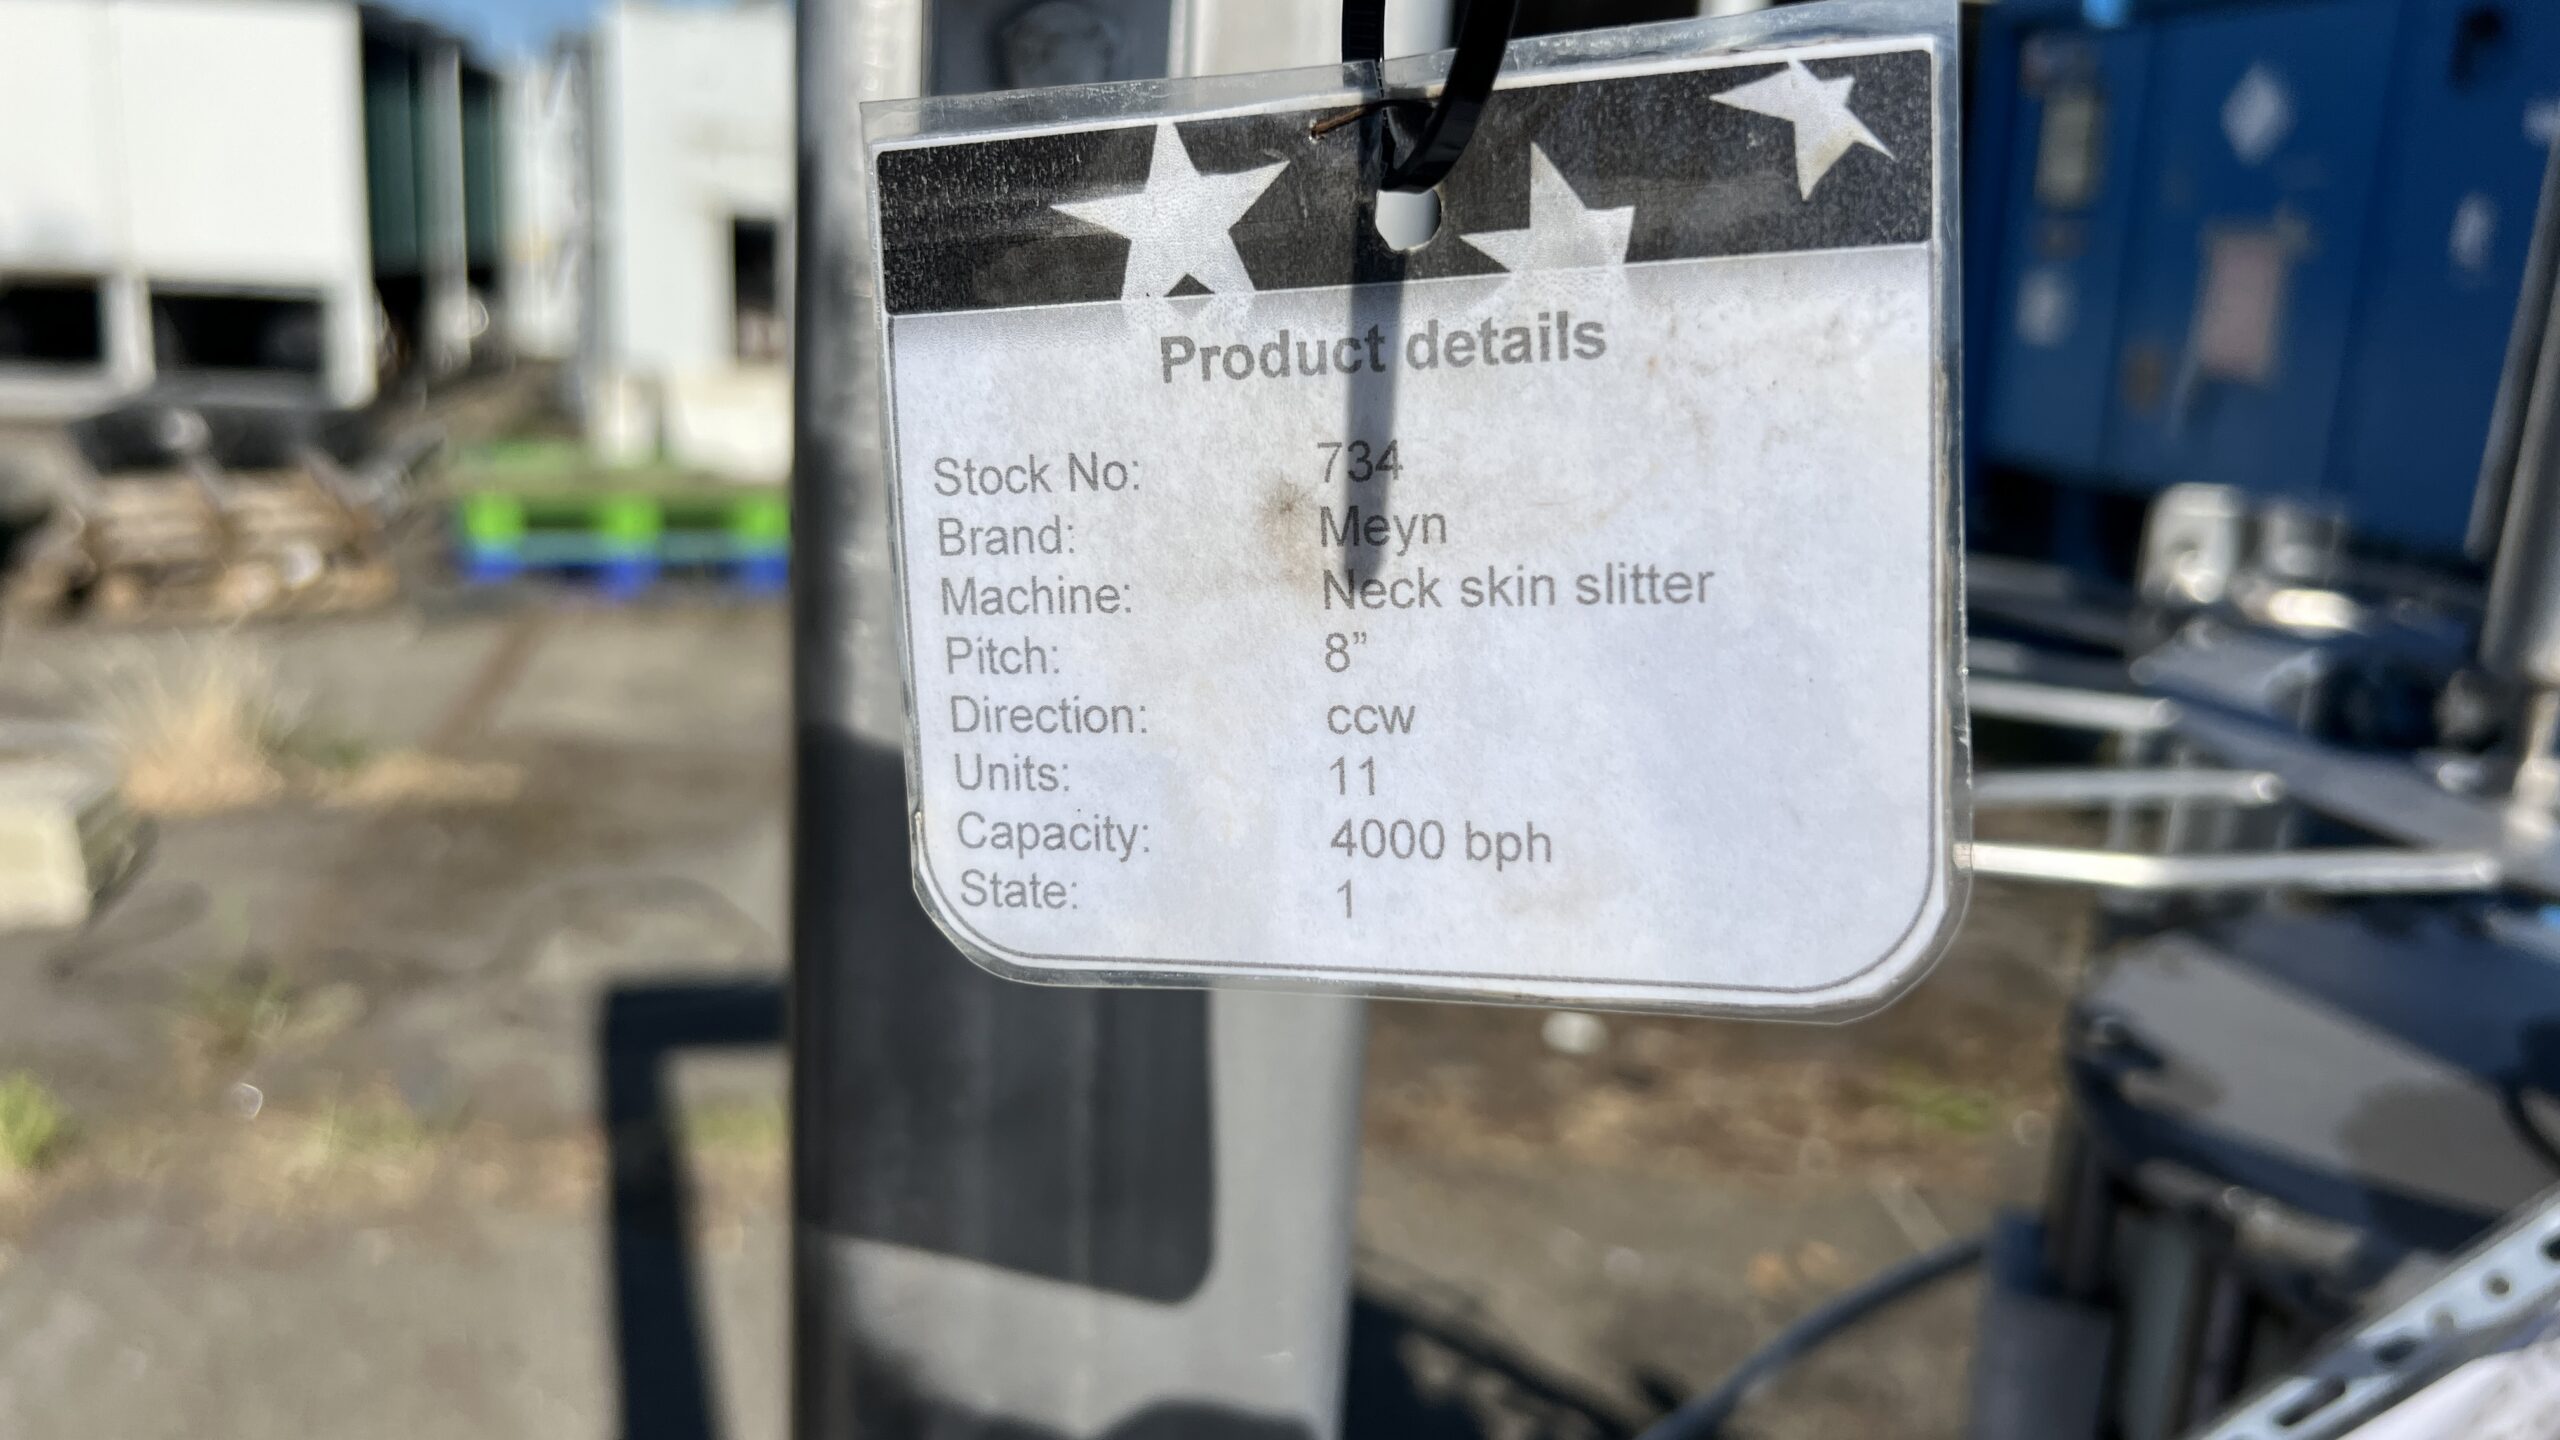 Product details
Stock No: 734
Brand: Meyn
Machine: Neck skin slitter
Pitch: 8”
Direction: ccw
Units: 11
Capacity: 4000 bph
State: 1